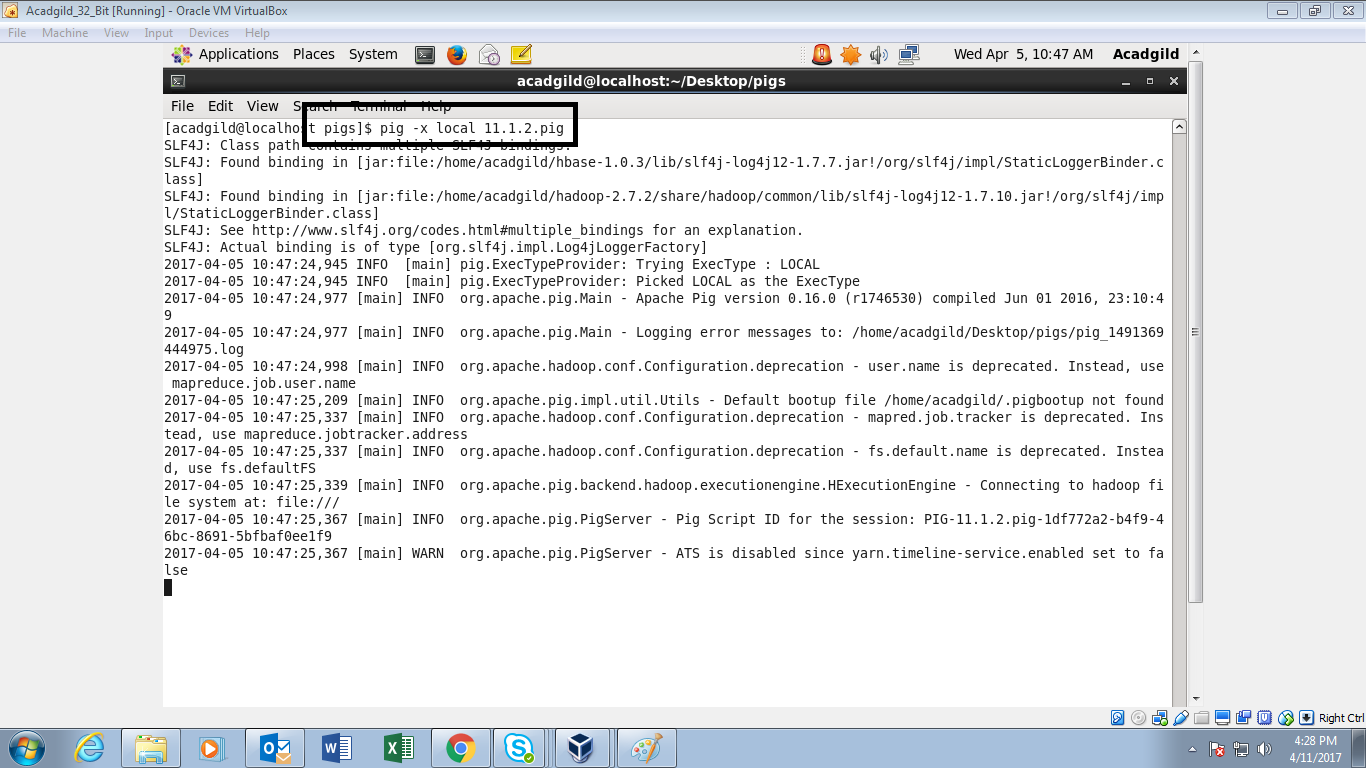 Acadgild_32_Bit [Running] - Oracle VM VirtualBox
File Machine View Input Devices Help
Applications Places System Wed Apr 5, 10:47 AM Acadgild
acadgild@localhost:~/Desktop/pigs
File Edit View Search Terminal Help
[acadgild@localhost pigs]$ pig -x local 11.1.2.pig
SLF4J: Class path contains multiple SLF4J bindings.
SLF4J: Found binding in [jar:file:/home/acadgild/hbase-1.0.3/lib/slf4j-log4j12-1.7.7.jar!/org/slf4j/impl/StaticLoggerBinder.c
lass]
SLF4J: Found binding in [jar:file:/home/acadgild/hadoop-2.7.2/share/hadoop/common/lib/slf4j-log4j12-1.7.10.jar!/org/slf4j/imp
l/StaticLoggerBinder.class]
SLF4J: See http://www.slf4j.org/codes.html#multiple_bindings for an explanation.
SLF4J: Actual binding is of type [org.slf4j.impl.Log4jLoggerFactory]
2017-04-05 10:47:24,945 INFO  [main] pig.ExecTypeProvider: Trying ExecType : LOCAL
2017-04-05 10:47:24,945 INFO  [main] pig.ExecTypeProvider: Picked LOCAL as the ExecType
2017-04-05 10:47:24,977 [main] INFO  org.apache.pig.Main - Apache Pig version 0.16.0 (r1746530) compiled Jun 01 2016, 23:10:4
9
2017-04-05 10:47:24,977 [main] INFO  org.apache.pig.Main - Logging error messages to: /home/acadgild/Desktop/pigs/pig_1491369
444975.log
2017-04-05 10:47:24,998 [main] INFO  org.apache.hadoop.conf.Configuration.deprecation - user.name is deprecated. Instead, use
 mapreduce.job.user.name
2017-04-05 10:47:25,209 [main] INFO  org.apache.pig.impl.util.Utils - Default bootup file /home/acadgild/.pigbootup not found
2017-04-05 10:47:25,337 [main] INFO  org.apache.hadoop.conf.Configuration.deprecation - mapred.job.tracker is deprecated. Ins
tead, use mapreduce.jobtracker.address
2017-04-05 10:47:25,337 [main] INFO  org.apache.hadoop.conf.Configuration.deprecation - fs.default.name is deprecated. Instea
d, use fs.defaultFS
2017-04-05 10:47:25,339 [main] INFO  org.apache.pig.backend.hadoop.executionengine.HExecutionEngine - Connecting to hadoop fi
le system at: file:///
2017-04-05 10:47:25,367 [main] INFO  org.apache.pig.PigServer - Pig Script ID for the session: PIG-11.1.2.pig-1df772a2-b4f9-4
6bc-8691-5bfbaf0ee1f9
2017-04-05 10:47:25,367 [main] WARN  org.apache.pig.PigServer - ATS is disabled since yarn.timeline-service.enabled set to fa
lse
Right Ctrl
4:28 PM
4/11/2017